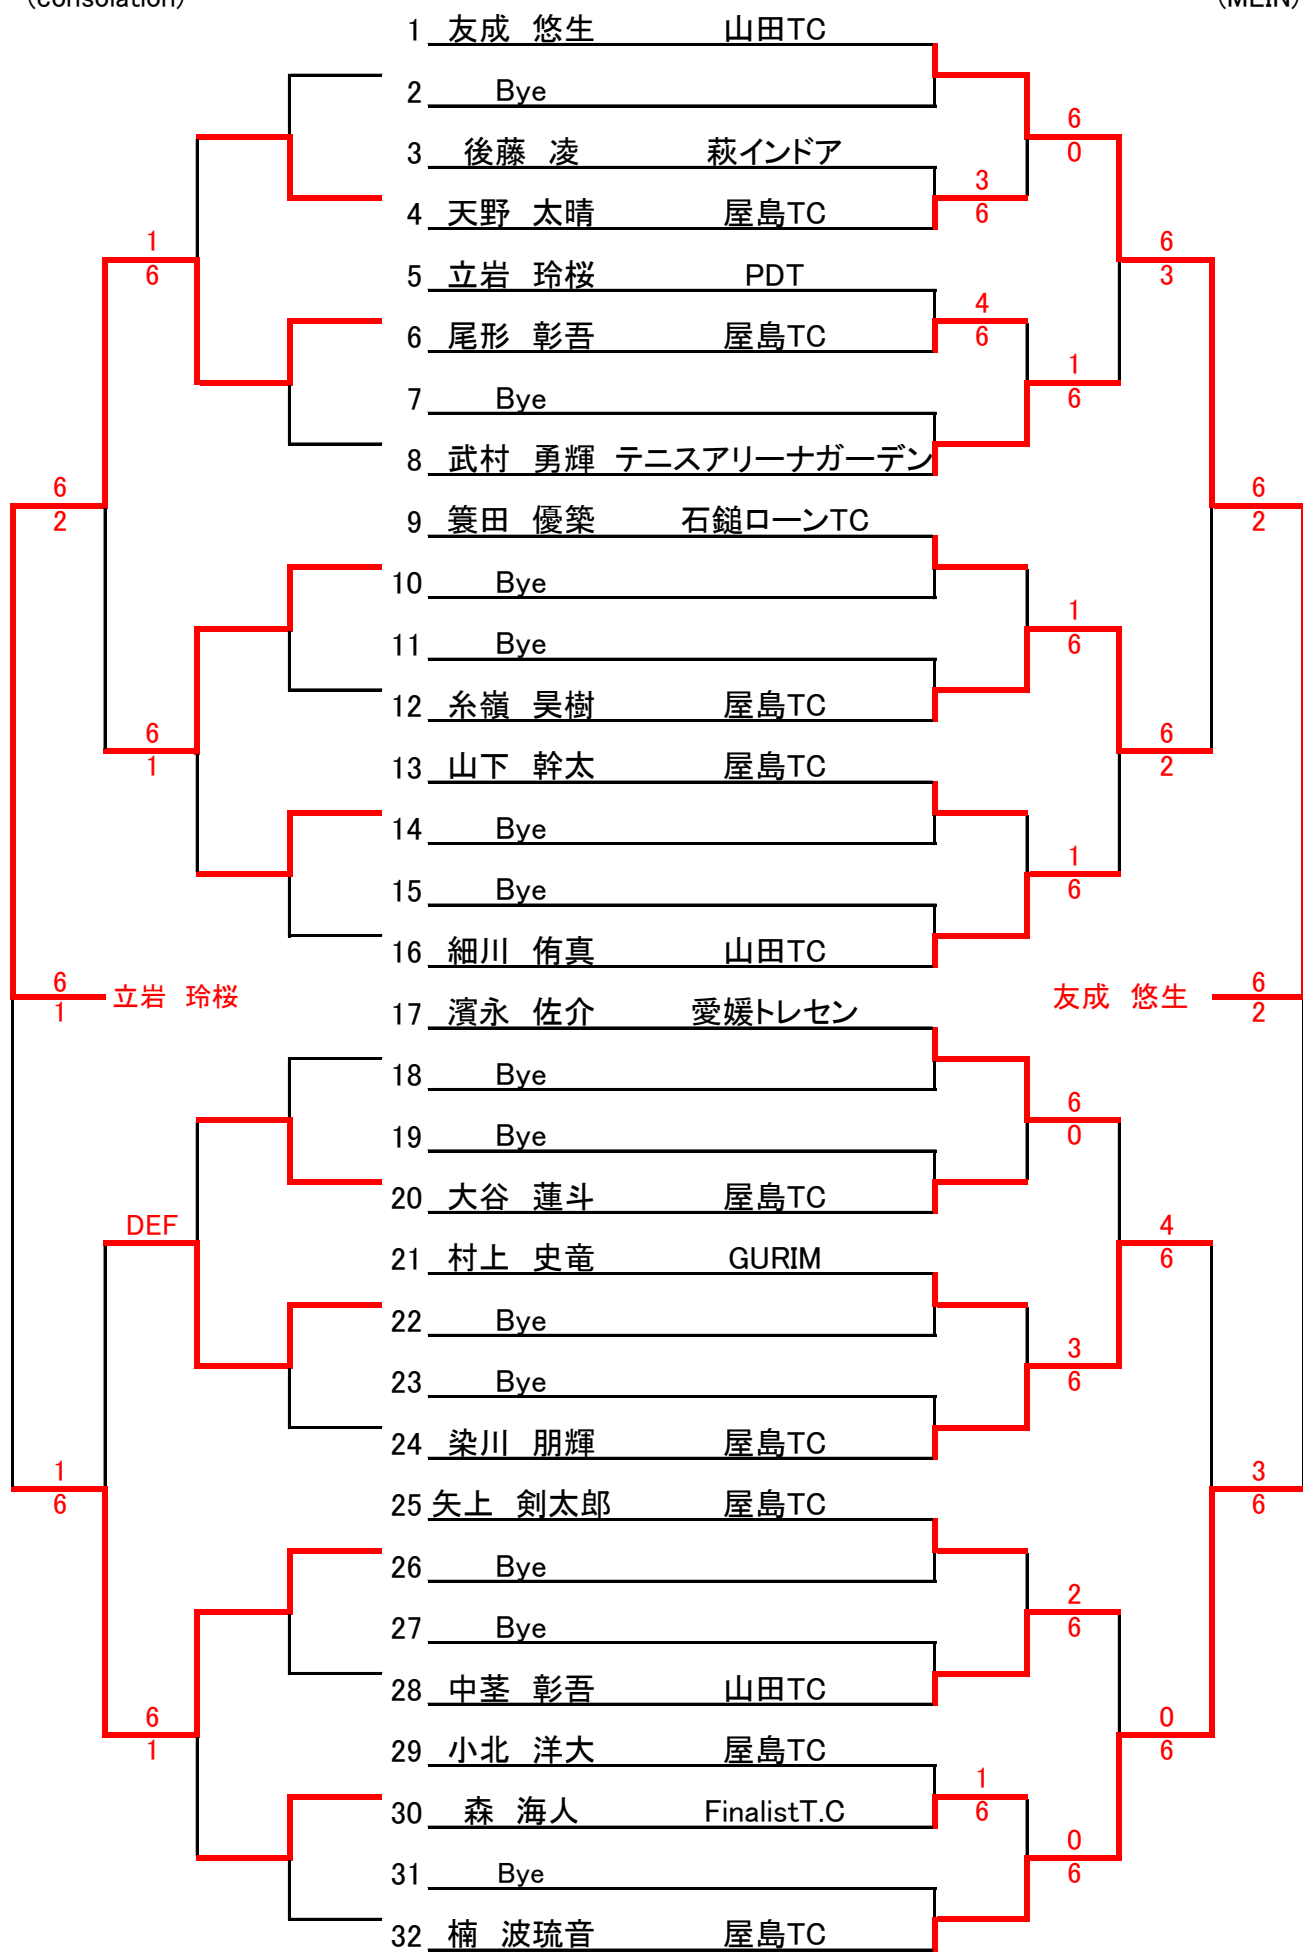 (consolation) (MEIN)
1 友成 悠生 山田TC
2 Bye
6
0
3 後藤 凌 萩インドア
3
6
4 天野 太晴 屋島TC
1
6
6
3
5 立岩 玲桜 PDT
4
6
6 尾形 彰吾 屋島TC
1
6
7 Bye
8 武村 勇輝 テニスアリーナガーデン
6
2
6
2
9 簑田 優築 石鎚ローンTC
10 Bye
1
6
11 Bye
12 糸嶺 昊樹 屋島TC
6
1
6
2
13 山下 幹太 屋島TC
14 Bye
1
6
15 Bye
16 細川 侑真 山田TC
6
1
立岩 玲桜
友成 悠生
6
2
17 濱永 佐介 愛媛トレセン
18 Bye
6
0
19 Bye
20 大谷 蓮斗 屋島TC
DEF
4
6
21 村上 史竜 GURIM
22 Bye
3
6
23 Bye
24 染川 朋輝 屋島TC
1
6
3
6
25 矢上 剣太郎 屋島TC
26 Bye
2
6
27 Bye
28 中茎 彰吾 山田TC
6
1
0
6
29 小北 洋大 屋島TC
1
6
30 森 海人 FinalistT.C
0
6
31 Bye
32 楠 波琉音 屋島TC